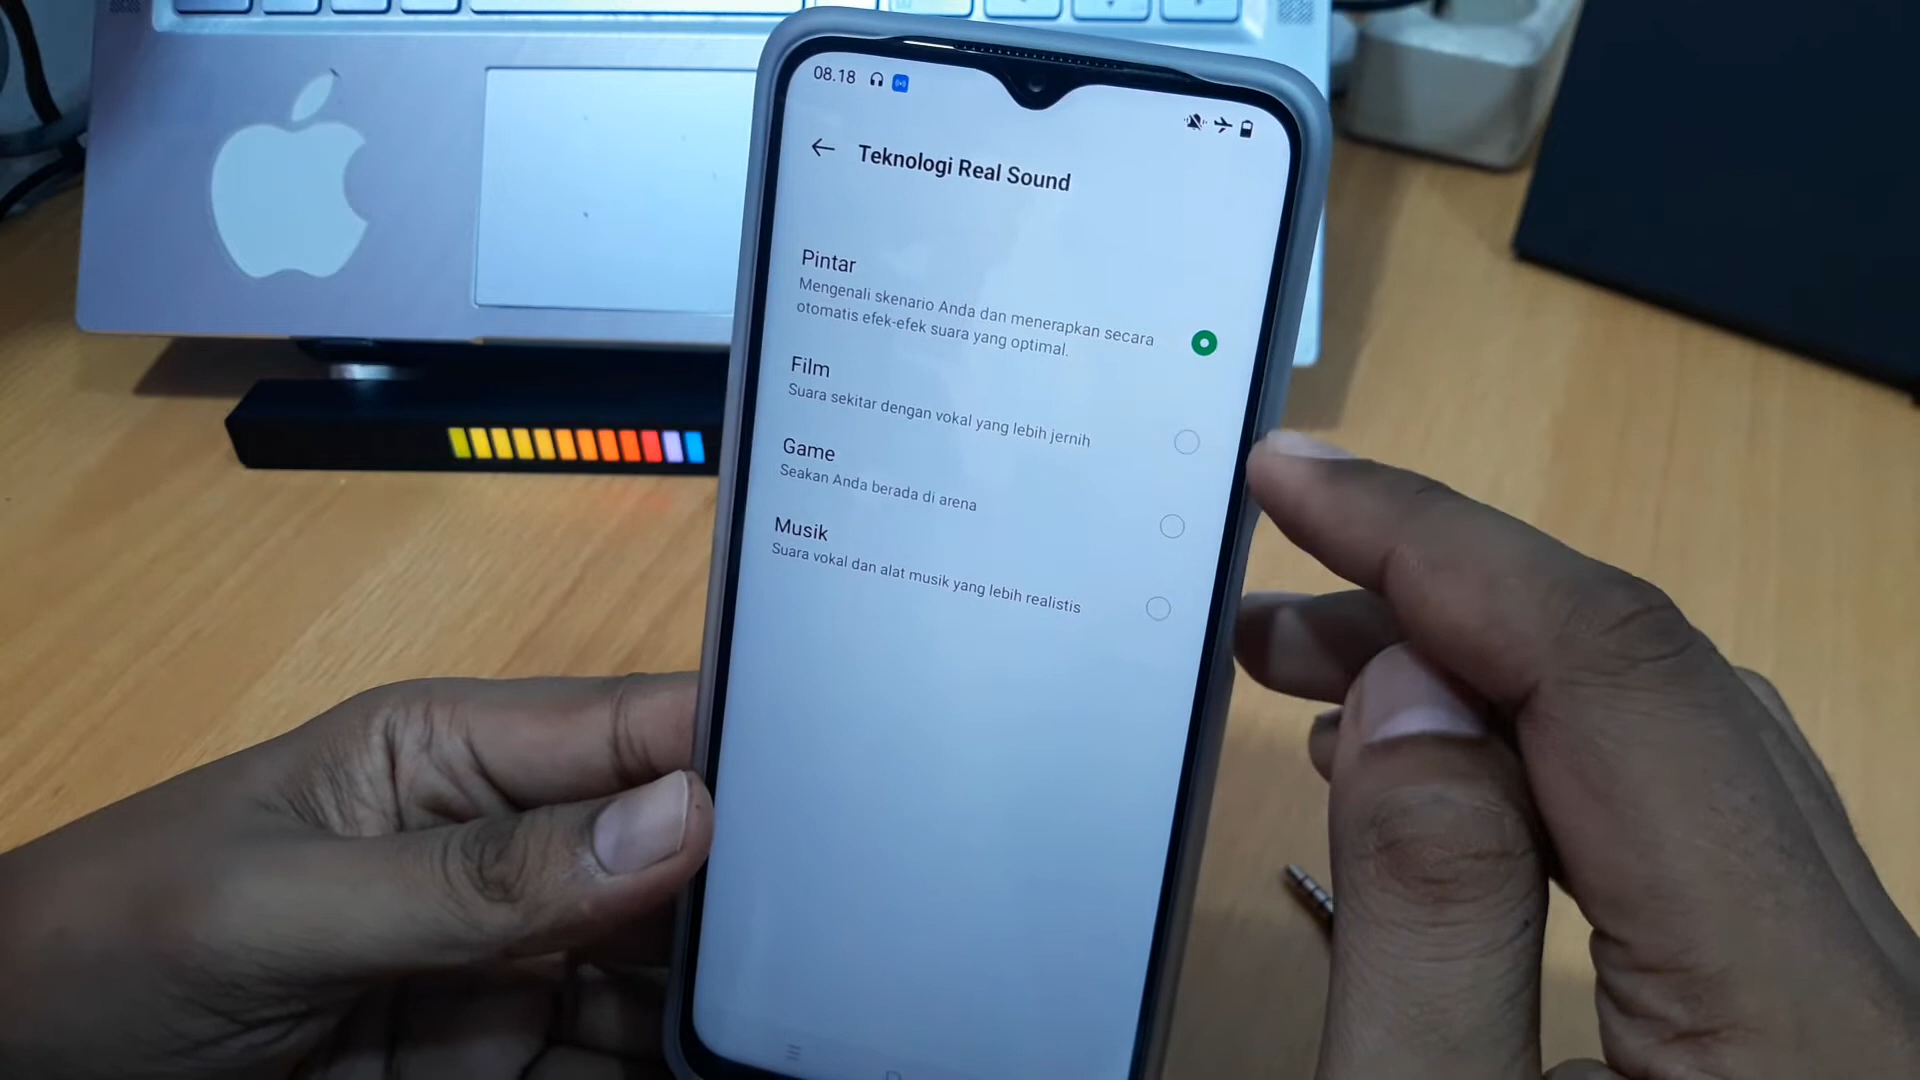 08.18
Teknologi Real Sound
Pintar
Mengenali skenario Anda dan menerapkan secara
otomatis efek-efek suara yang optimal.
Film
Suara sekitar dengan vokal yang lebih jernih
Game
Seakan Anda berada di arena
Musik
Suara vokal dan alat musik yang lebih realistis